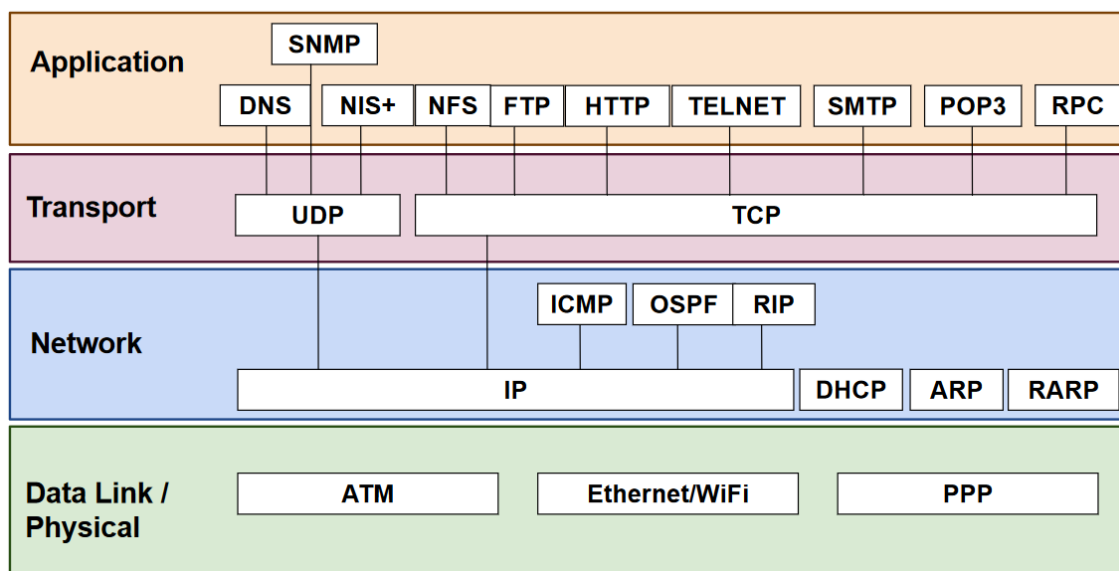 Application
SNMP
DNS
NIS+
NFS
FTP
HTTP
TELNET
SMTP
POP3
RPC
Transport
UDP
TCP
Network
ICMP
OSPF
RIP
IP
DHCP
ARP
RARP
Data Link /
Physical
ATM
Ethernet/WiFi
PPP